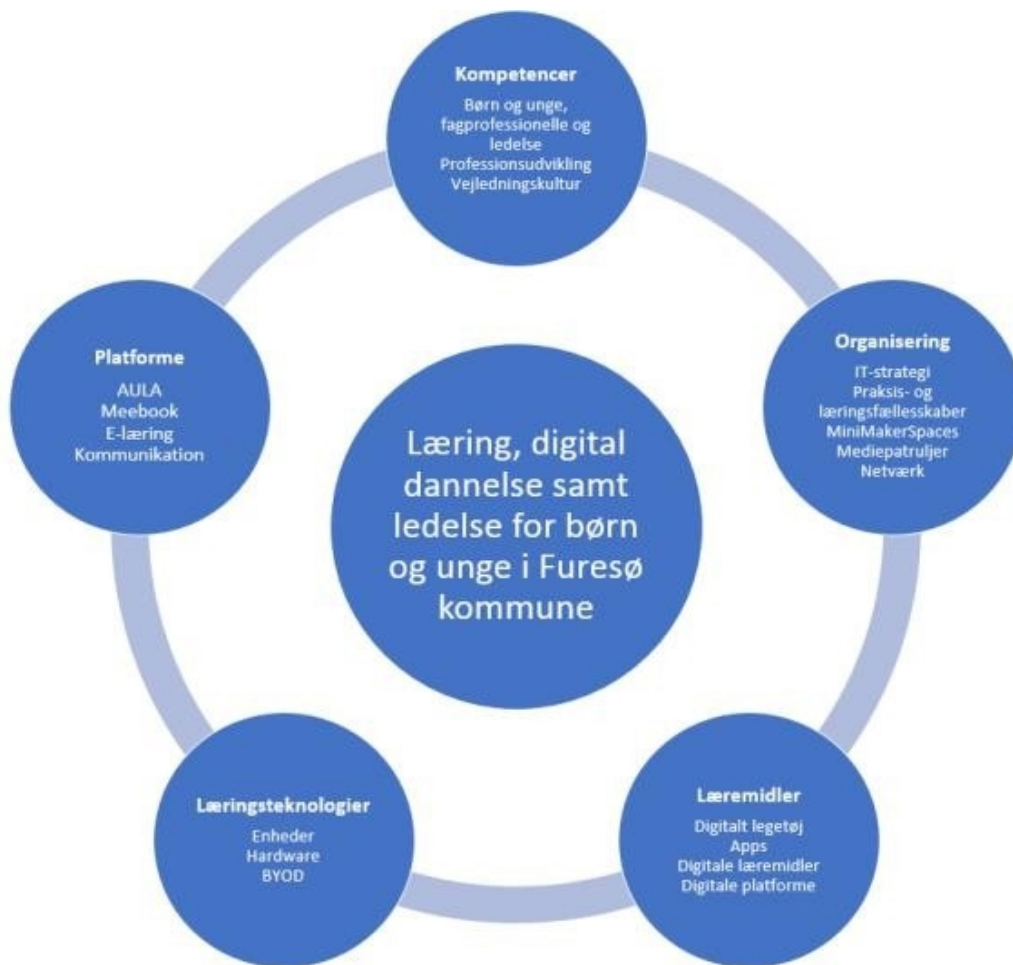 Kompetencer
Børn og unge,
fagprofessionelle og
ledelse
Professionsudvikling
Vejledningskultur
Organisering
IT-strategi
Praksis- og
læringsfællesskaber
MiniMakerSpaces
Mediepatruljer
Netværk
Læremidler
Digitalt legetøj
Apps
Digitale læremidler
Digitale platforme
Læringsteknologier
Enheder
Hardware
BYOD
Platforme
AULA
Meebook
E-læring
Kommunikation
Læring, digital
dannelse samt
ledelse for børn
og unge i Furesø
kommune